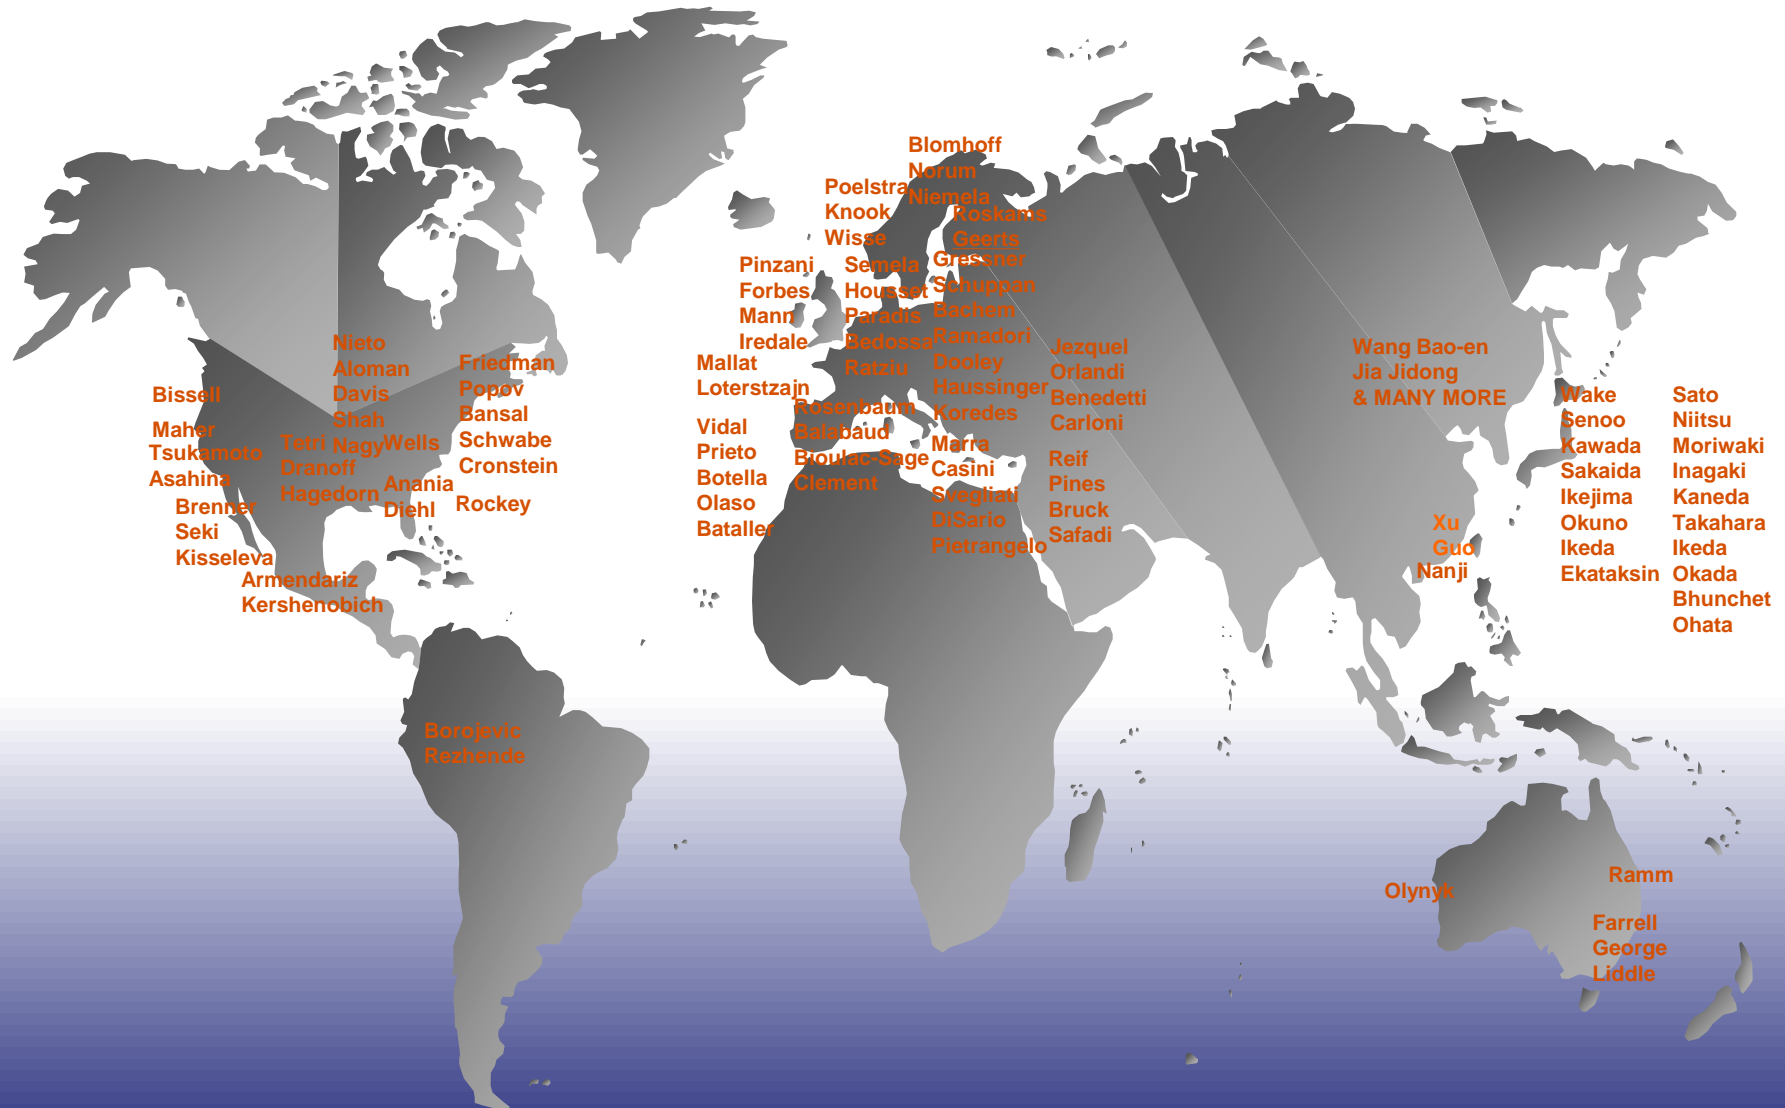 Bissell
Maher
Tsukamoto
Asahina
Brenner
Seki
Kisseleva
Armendariz
Kershenobich
Tetri
Dranoff
Hagedorn
Nieto
Aloman
Davis
Shah
Nagy
Wells
Anania
Diehl
Friedman
Popov
Bansal
Schwabe
Cronstein
Rockey
Borojevic
Rezhende
Blomhoff
Norum
Niemela
Poelstra
Knook
Wisse
Roskams
Geerts
Pinzani
Forbes
Mann
Iredale
Semela
Housset
Paradis
Bedossa
Ratziu
Gressner
Schuppan
Bachem
Ramadori
Dooley
Haussinger
Koredes
Mallat
Loterstzajn
Vidal
Prieto
Botella
Olaso
Bataller
Rosenbaum
Balabaud
Bioulac-Sage
Clement
Marra
Casini
Svegliati
DiSario
Pietrangelo
Jezquel
Orlandi
Benedetti
Carloni
Reif
Pines
Bruck
Safadi
Wang Bao-en
Jia Jidong
& MANY MORE
Xu
Guo
Nanji
Wake
Senoo
Kawada
Sakaida
Ikejima
Okuno
Ikeda
Ekataksin
Sato
Niitsu
Moriwaki
Inagaki
Kaneda
Takahara
Ikeda
Okada
Bhunchet
Ohata
Olynyk
Ramm
Farrell
George
Liddle